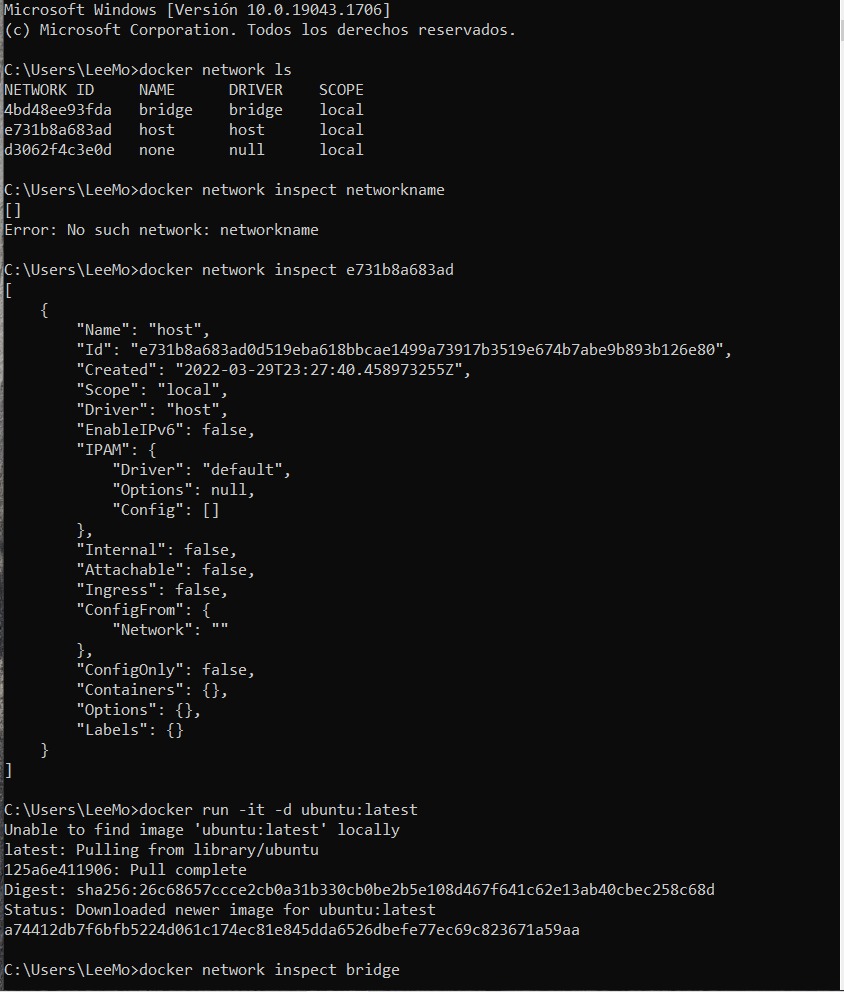 Microsoft Windows [Versión 10.0.19043.1706]
(c) Microsoft Corporation. Todos los derechos reservados.
C:\Users\LeeMo>docker network ls
NETWORK ID     NAME      DRIVER    SCOPE
4bd48ee93fda   bridge    bridge    local
e731b8a683ad   host      host      local
d3062f4c3e0d   none      null      local
C:\Users\LeeMo>docker network inspect networkname
[]
Error: No such network: networkname
C:\Users\LeeMo>docker network inspect e731b8a683ad
[
    {
        "Name": "host",
        "Id": "e731b8a683ad0d519eba618bbcae1499a73917b3519e674b7abe9b893b126e80",
        "Created": "2022-03-29T23:27:40.458973255Z",
        "Scope": "local",
        "Driver": "host",
        "EnableIPv6": false,
        "IPAM": {
            "Driver": "default",
            "Options": null,
            "Config": []
        },
        "Internal": false,
        "Attachable": false,
        "Ingress": false,
        "ConfigFrom": {
            "Network": ""
        },
        "ConfigOnly": false,
        "Containers": {},
        "Options": {},
        "Labels": {}
    }
]
C:\Users\LeeMo>docker run -it -d ubuntu:latest
Unable to find image 'ubuntu:latest' locally
latest: Pulling from library/ubuntu
125a6e411906: Pull complete
Digest: sha256:26c68657ccce2cb0a31b330cb0be2b5e108d467f641c62e13ab40cbec258c68d
Status: Downloaded newer image for ubuntu:latest
a74412db7f6bfb5224d061c174ec81e845dda6526dbefe77ec69c823671a59aa
C:\Users\LeeMo>docker network inspect bridge